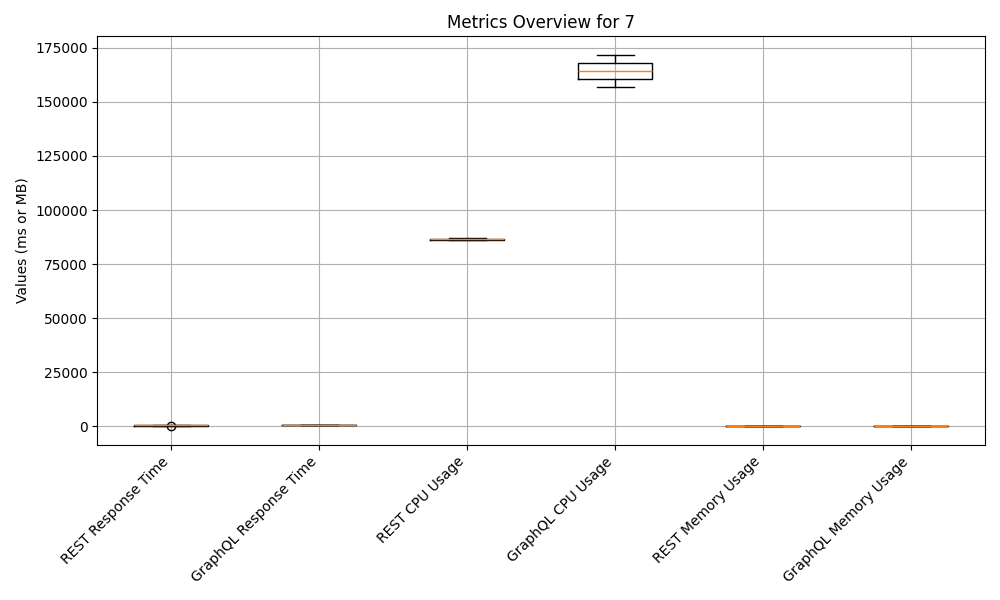 Metrics Overview for 7
Values (ms or MB)
175000
150000
125000
100000
75000
50000
25000
0
REST Response Time
GraphQL Response Time
REST CPU Usage
GraphQL CPU Usage
REST Memory Usage
GraphQL Memory Usage